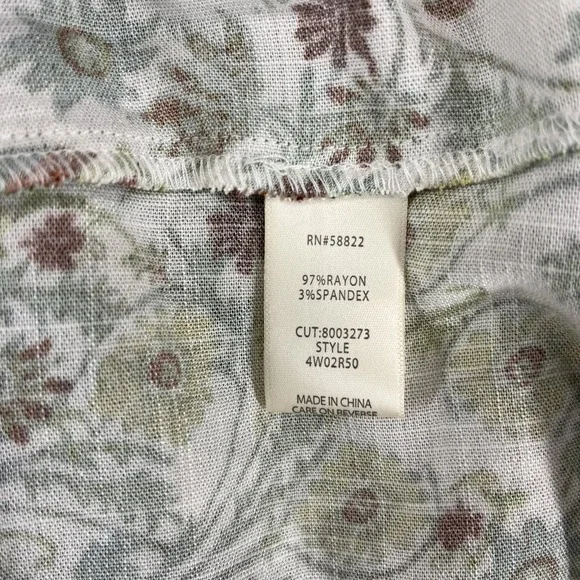 RN#58822
97%RAYON
3%SPANDEX
CUT:8003273
STYLE
4W02R50
MADE IN CHINA
CARE ON REVERSE